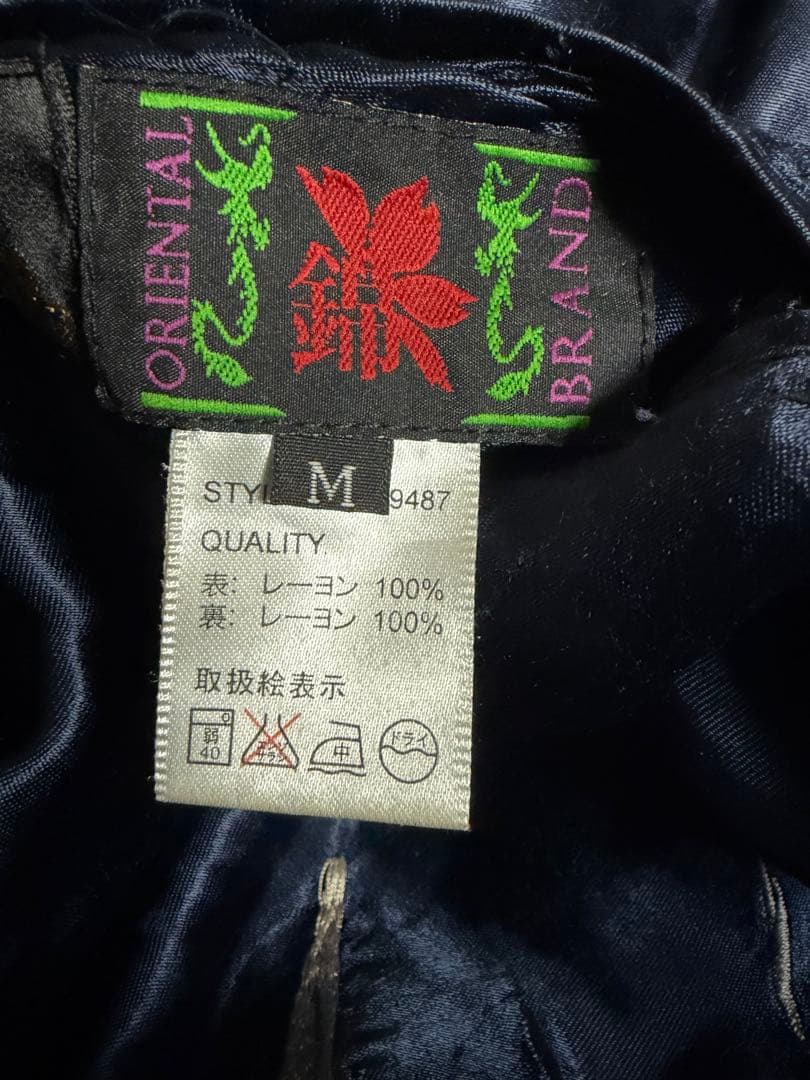 ORIENTAL
錦
BRAND
M
STYL 9487
QUALITY
表: レーヨン 100%
裏: レーヨン 100%
取扱絵表示
弱
40
中
ドライ